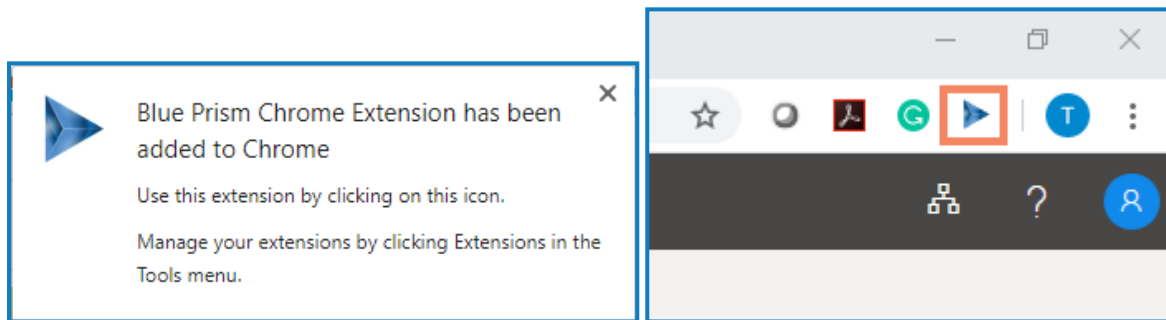 Blue Prism Chrome Extension has been
added to Chrome
Use this extension by clicking on this icon.
Manage your extensions by clicking Extensions in the
Tools menu.
G
T
?